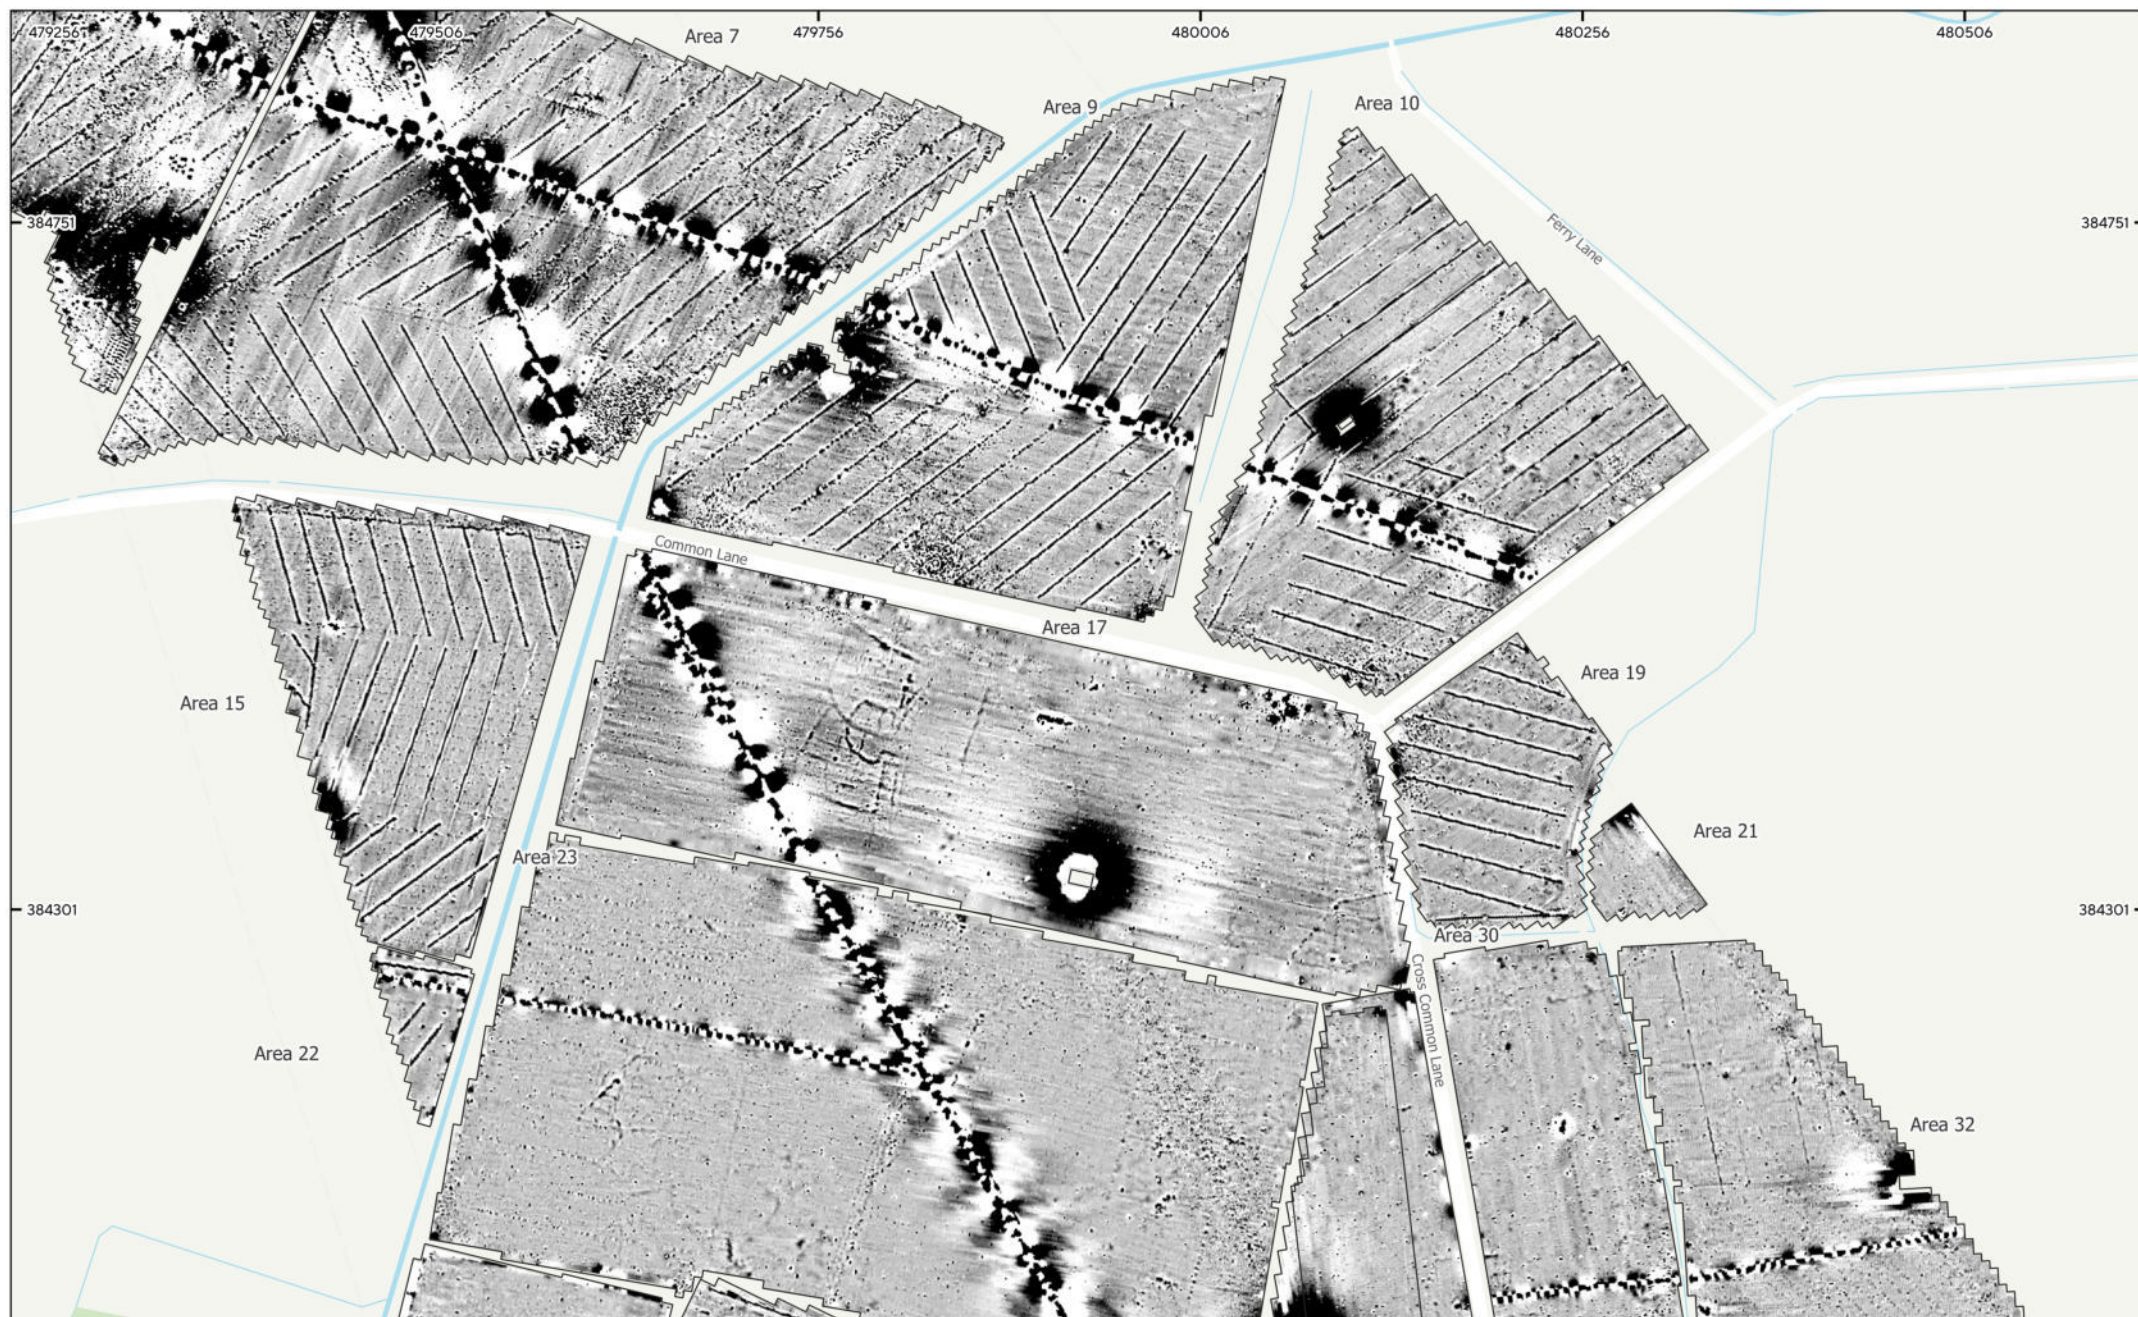 479256
479506
Area 7
479756
480006
480256
480506
Area 9
Area 10
384751
384751
Ferry Lane
Common Lane
Area 17
Area 19
Area 15
Area 21
Area 23
384301
384301
Area 30
Cross Common Lane
Area 22
Area 32